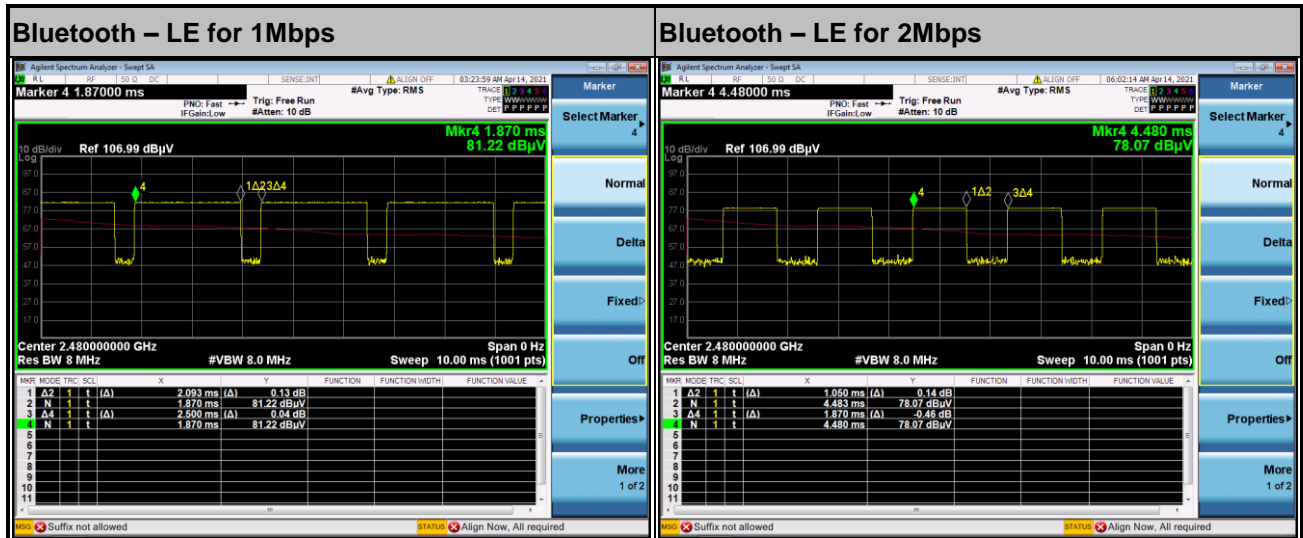 Bluetooth – LE for 1Mbps
Agilent Spectrum Analyzer - Swept SA
RL RF 50 Ω DC SENSE:INT ALIGN OFF 03:23:59 AM Apr 14, 2021
Marker 4 1.87000 ms
#Avg Type: RMS
TRACE 1 2 3 4 5 6
PNO: Fast Trig: Free Run
TYPE WWWWWW
IFGain:Low #Atten: 10 dB
DET P P P P P P
Mkr4 1.870 ms
81.22 dBµV
10 dB/div Ref 106.99 dBµV
Log
97.0
87.0
77.0
67.0
57.0
47.0
37.0
27.0
17.0
4 1Δ2 3Δ4
Center 2.480000000 GHz Span 0 Hz
Res BW 8 MHz #VBW 8.0 MHz Sweep 10.00 ms (1001 pts)
MKR MODE TRC SCL X Y FUNCTION FUNCTION WIDTH FUNCTION VALUE
1 Δ2 1 t (Δ) 2.093 ms (Δ) 0.13 dB
2 N 1 t 1.870 ms 81.22 dBµV
3 Δ4 1 t (Δ) 2.500 ms (Δ) 0.04 dB
4 N 1 t 1.870 ms 81.22 dBµV
5
6
7
8
9
10
11
MSG Suffix not allowed STATUS Align Now, All required
Marker
Select Marker
4
Normal
Delta
Fixed
Off
Properties
More
1 of 2
Bluetooth – LE for 2Mbps
Agilent Spectrum Analyzer - Swept SA
RL RF 50 Ω DC SENSE:INT ALIGN OFF 06:02:14 AM Apr 14, 2021
Marker 4 4.48000 ms
#Avg Type: RMS
TRACE 1 2 3 4 5 6
PNO: Fast Trig: Free Run
TYPE WWWWWW
IFGain:Low #Atten: 10 dB
DET P P P P P P
Mkr4 4.480 ms
78.07 dBµV
10 dB/div Ref 106.99 dBµV
Log
97.0
87.0
77.0
67.0
57.0
47.0
37.0
27.0
17.0
4 1Δ2 3Δ4
Center 2.480000000 GHz Span 0 Hz
Res BW 8 MHz #VBW 8.0 MHz Sweep 10.00 ms (1001 pts)
MKR MODE TRC SCL X Y FUNCTION FUNCTION WIDTH FUNCTION VALUE
1 Δ2 1 t (Δ) 1.050 ms (Δ) 0.14 dB
2 N 1 t 4.483 ms 78.07 dBµV
3 Δ4 1 t (Δ) 1.870 ms (Δ) -0.46 dB
4 N 1 t 4.480 ms 78.07 dBµV
5
6
7
8
9
10
11
MSG Suffix not allowed STATUS Align Now, All required
Marker
Select Marker
4
Normal
Delta
Fixed
Off
Properties
More
1 of 2